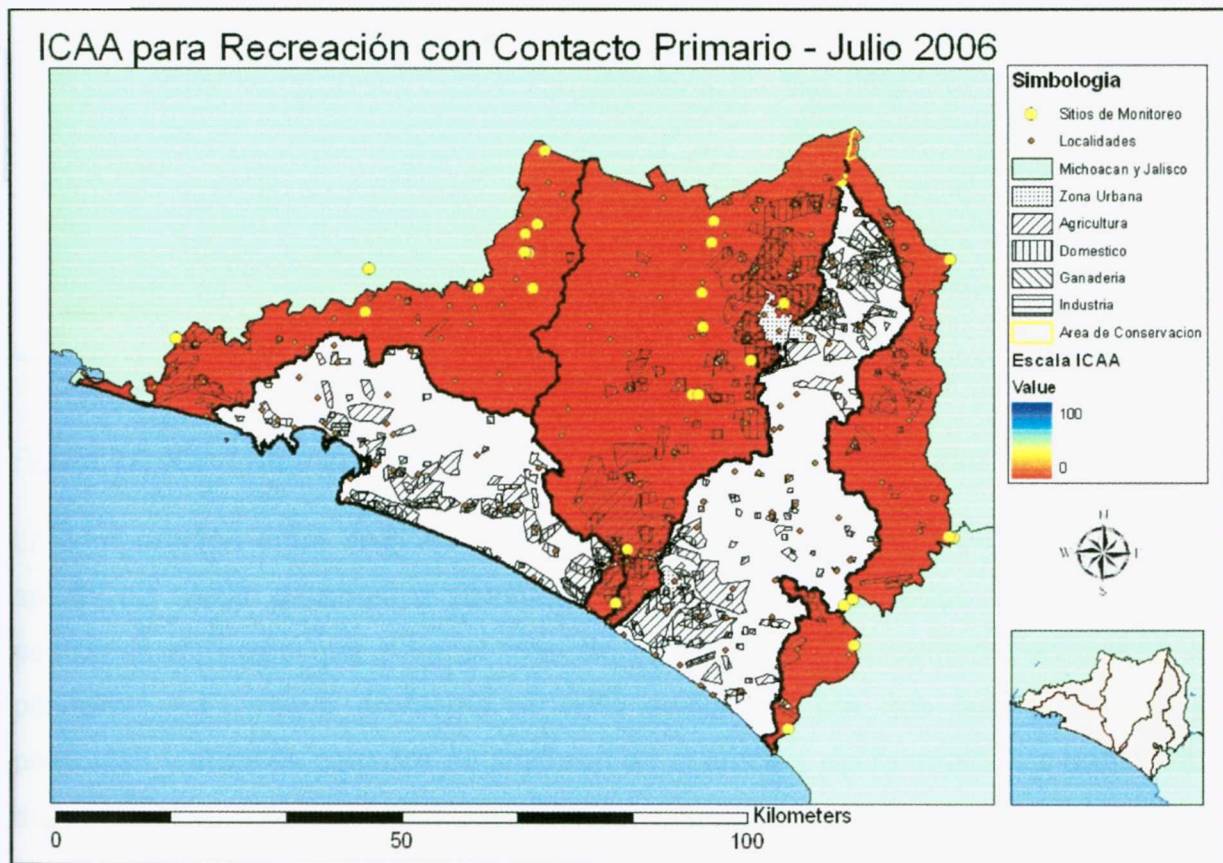 ICAA para Recreación con Contacto Primario - Julio 2006
Simbologia
Sitios de Monitoreo
Localidades
Michoacan y Jalisco
Zona Urbana
Agricultura
Domestico
Ganaderia
Industria
Area de Conservacion
Escala ICAA
Value
100
0
N
W
E
S
Kilometers
0
50
100